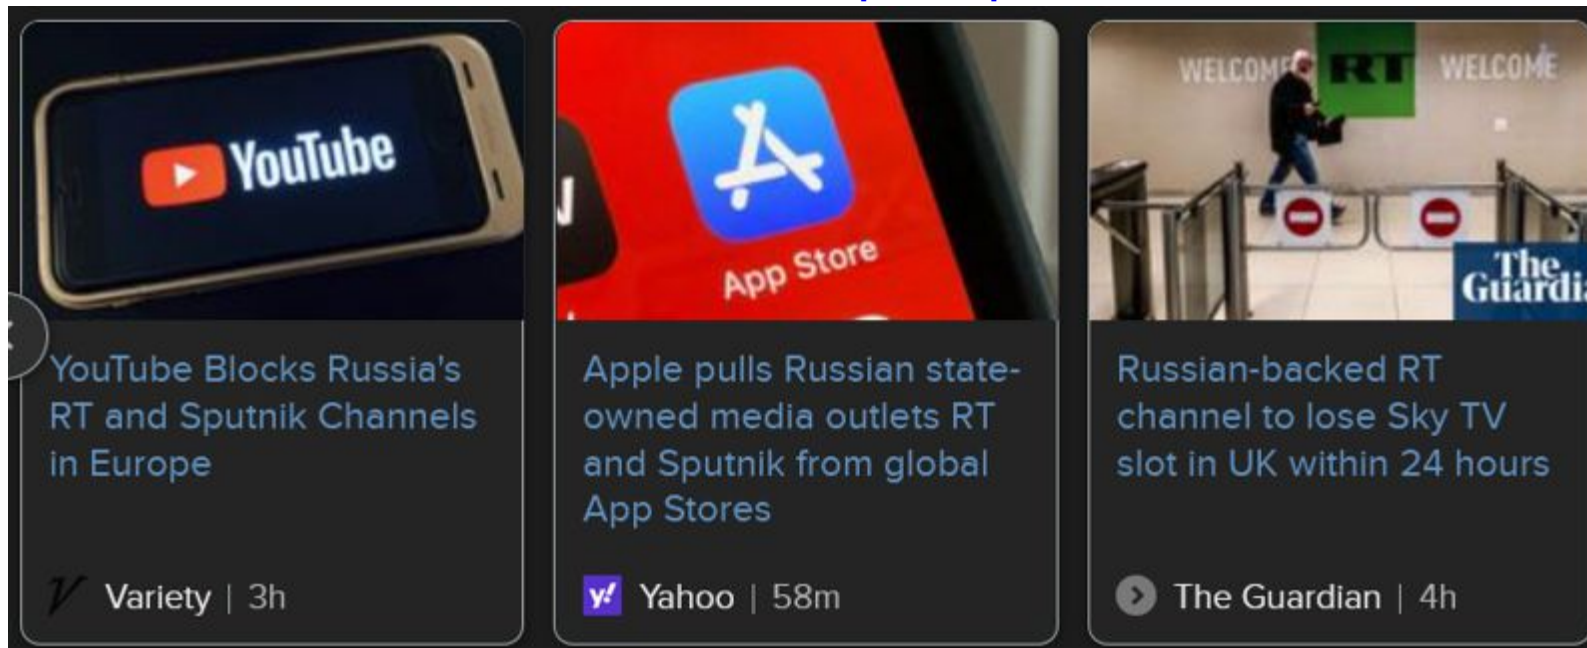 YouTube
App Store
WELCOME RT WELCOME
The
Guardia
YouTube Blocks Russia's
RT and Sputnik Channels
in Europe
Variety | 3h
Apple pulls Russian state-
owned media outlets RT
and Sputnik from global
App Stores
y! Yahoo | 58m
Russian-backed RT
channel to lose Sky TV
slot in UK within 24 hours
The Guardian | 4h